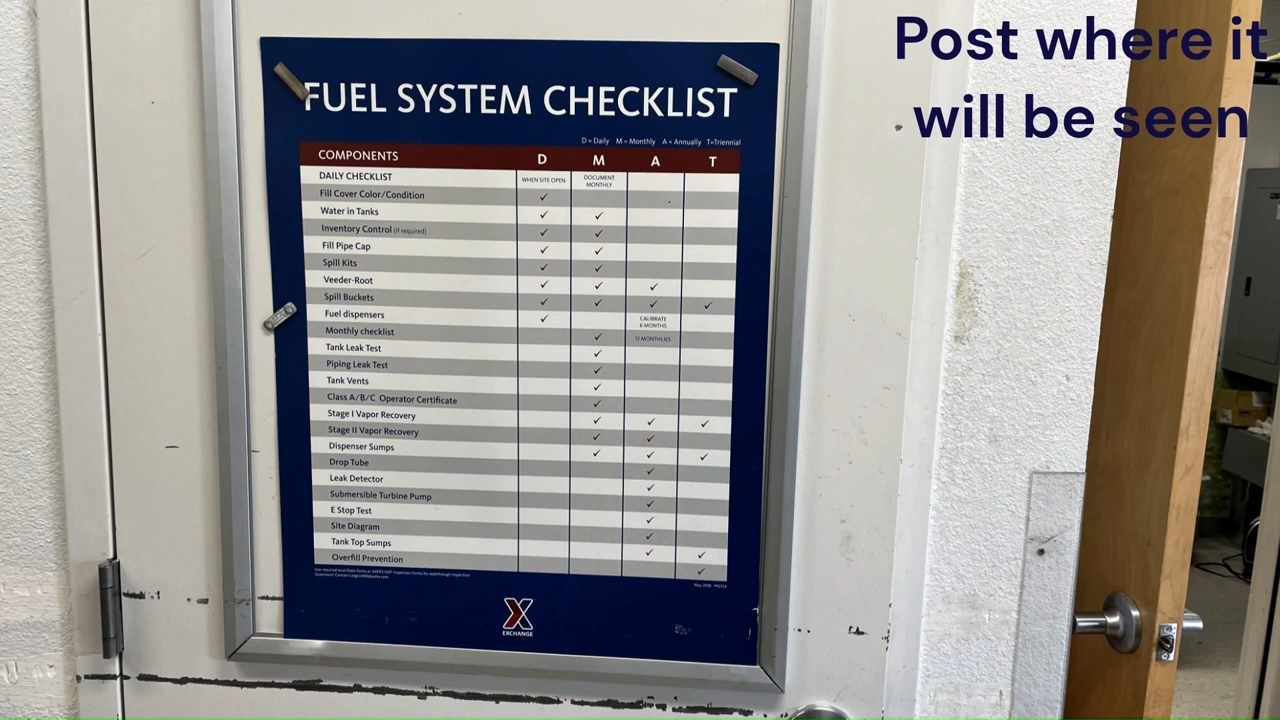 Post where it
will be seen
FUEL SYSTEM CHECKLIST
D = Daily M = Monthly A = Annually T=Triennial
COMPONENTS D M A T
DAILY CHECKLIST WHEN SITE OPEN DOCUMENT MONTHLY
Fill Cover Color/Condition ✓
Water in Tanks ✓ ✓
Inventory Control (if required) ✓ ✓
Fill Pipe Cap ✓ ✓
Spill Kits ✓ ✓
Veeder-Root ✓ ✓ ✓
Spill Buckets ✓ ✓ ✓ ✓
Fuel dispensers ✓ CALIBRATE 6 MONTHS
Monthly checklist ✓ 12 MONTHLIES
Tank Leak Test ✓
Piping Leak Test ✓
Tank Vents ✓
Class A/B/C Operator Certificate ✓
Stage I Vapor Recovery ✓ ✓ ✓
Stage II Vapor Recovery ✓ ✓
Dispenser Sumps ✓ ✓ ✓
Drop Tube ✓
Leak Detector ✓
Submersible Turbine Pump ✓
E Stop Test ✓
Site Diagram ✓
Tank Top Sumps ✓ ✓
Overfill Prevention ✓
EXCHANGE